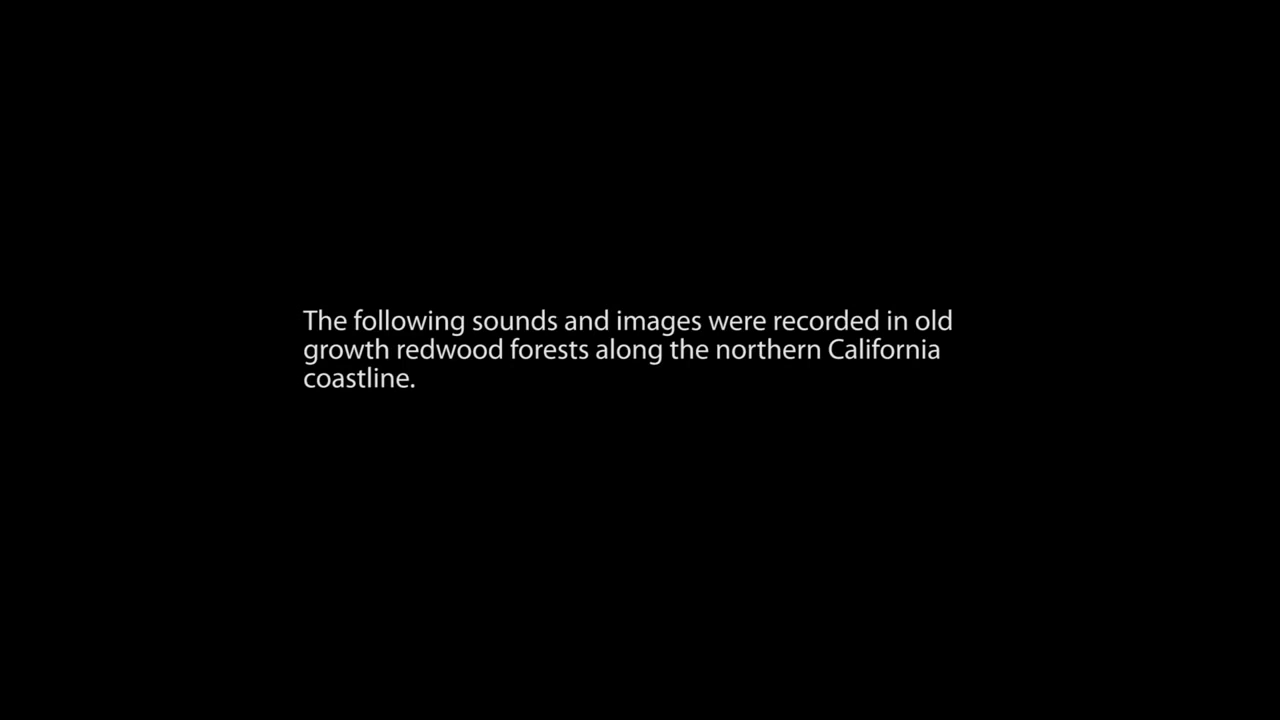 The following sounds and images were recorded in old
growth redwood forests along the northern California
coastline.